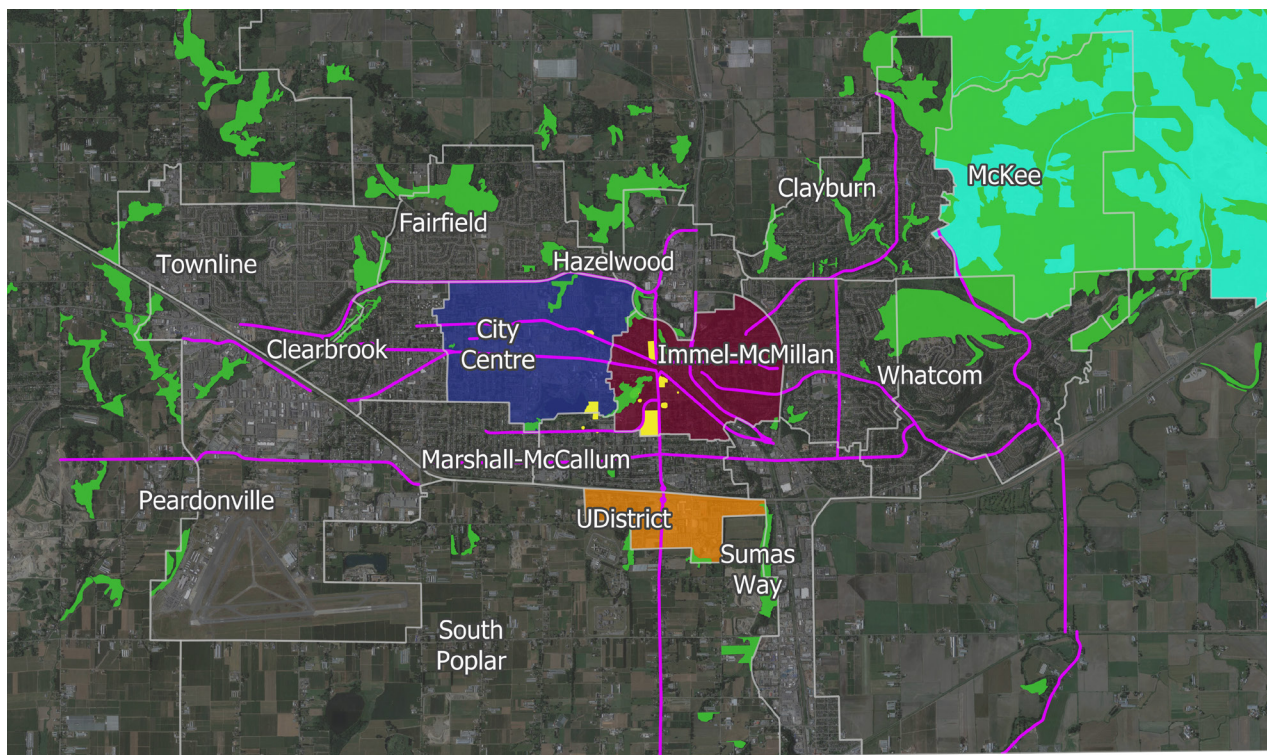 Clayburn
McKee
Fairfield
Townline
Hazelwood
City
Centre
Clearbrook
Immel-McMillan
Whatcom
Marshall-McCallum
Peardonville
UDistrict
Sumas
Way
South
Poplar